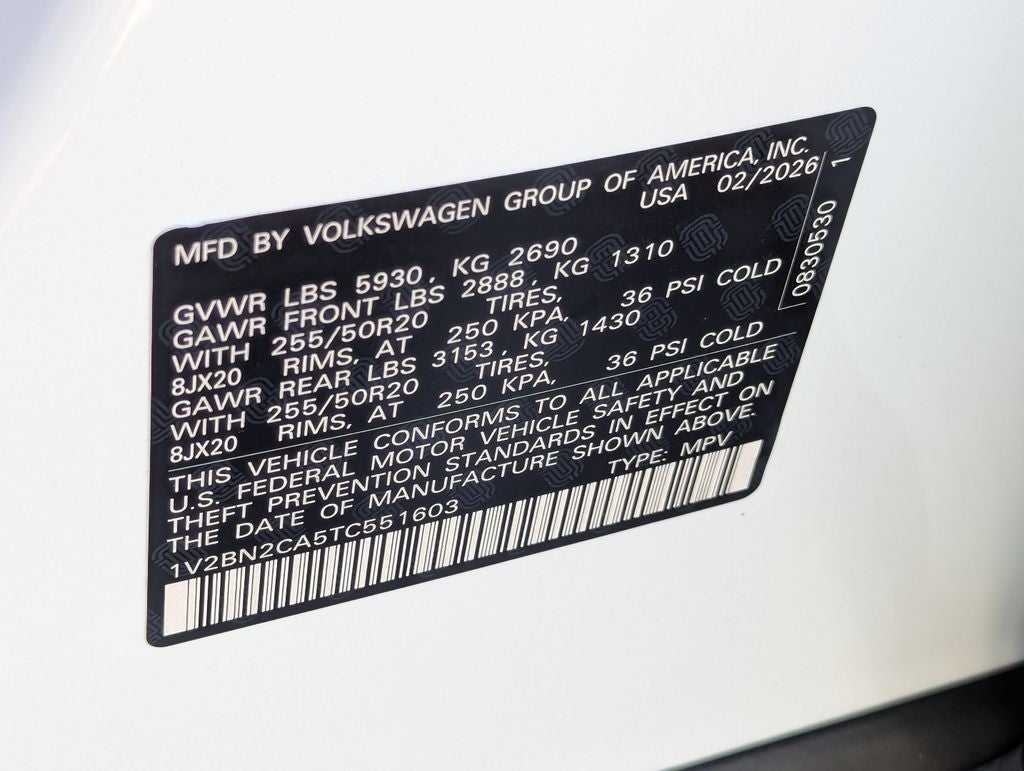 MFD BY VOLKSWAGEN GROUP OF AMERICA, INC.
USA 02/2026
GVWR LBS 5930, KG 2690
GAWR FRONT LBS 2888, KG 1310
WITH 255/50R20 TIRES,
8JX20 RIMS, AT 250 KPA, 36 PSI COLD
GAWR REAR LBS 3153, KG 1430
WITH 255/50R20 TIRES,
8JX20 RIMS, AT 250 KPA, 36 PSI COLD
THIS VEHICLE CONFORMS TO ALL APPLICABLE
U.S. FEDERAL MOTOR VEHICLE SAFETY AND
THEFT PREVENTION STANDARDS IN EFFECT ON
THE DATE OF MANUFACTURE SHOWN ABOVE.
1V2BN2CA5TC551603 TYPE: MPV
0830530 1